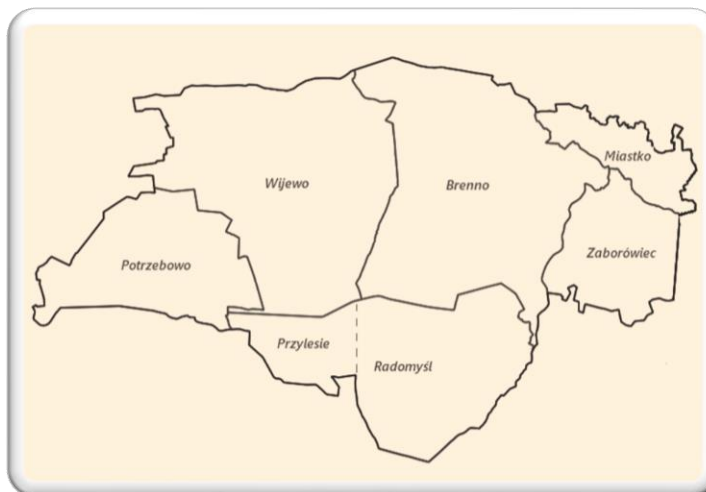 Miastko
Wijewo
Brenno
Zaborówiec
Potrzebowo
Przylesie
Radomyśl